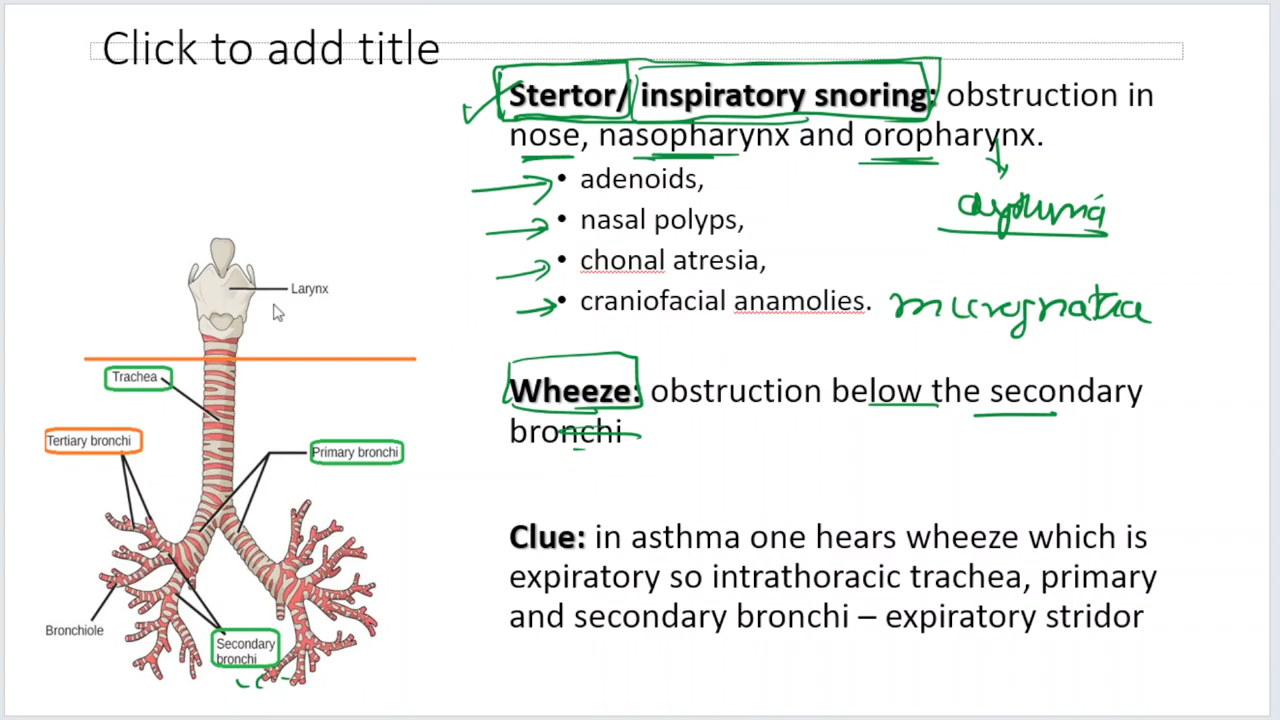 Click to add title
Stertor/ inspiratory snoring: obstruction in
nose, nasopharynx and oropharynx.
• adenoids,
• nasal polyps,
• chonal atresia,
• craniofacial anamolies.
Wheeze: obstruction below the secondary
bronchi
Clue: in asthma one hears wheeze which is
expiratory so intrathoracic trachea, primary
and secondary bronchi – expiratory stridor
Larynx
Trachea
Tertiary bronchi
Primary bronchi
Bronchiole
Secondary
bronchi